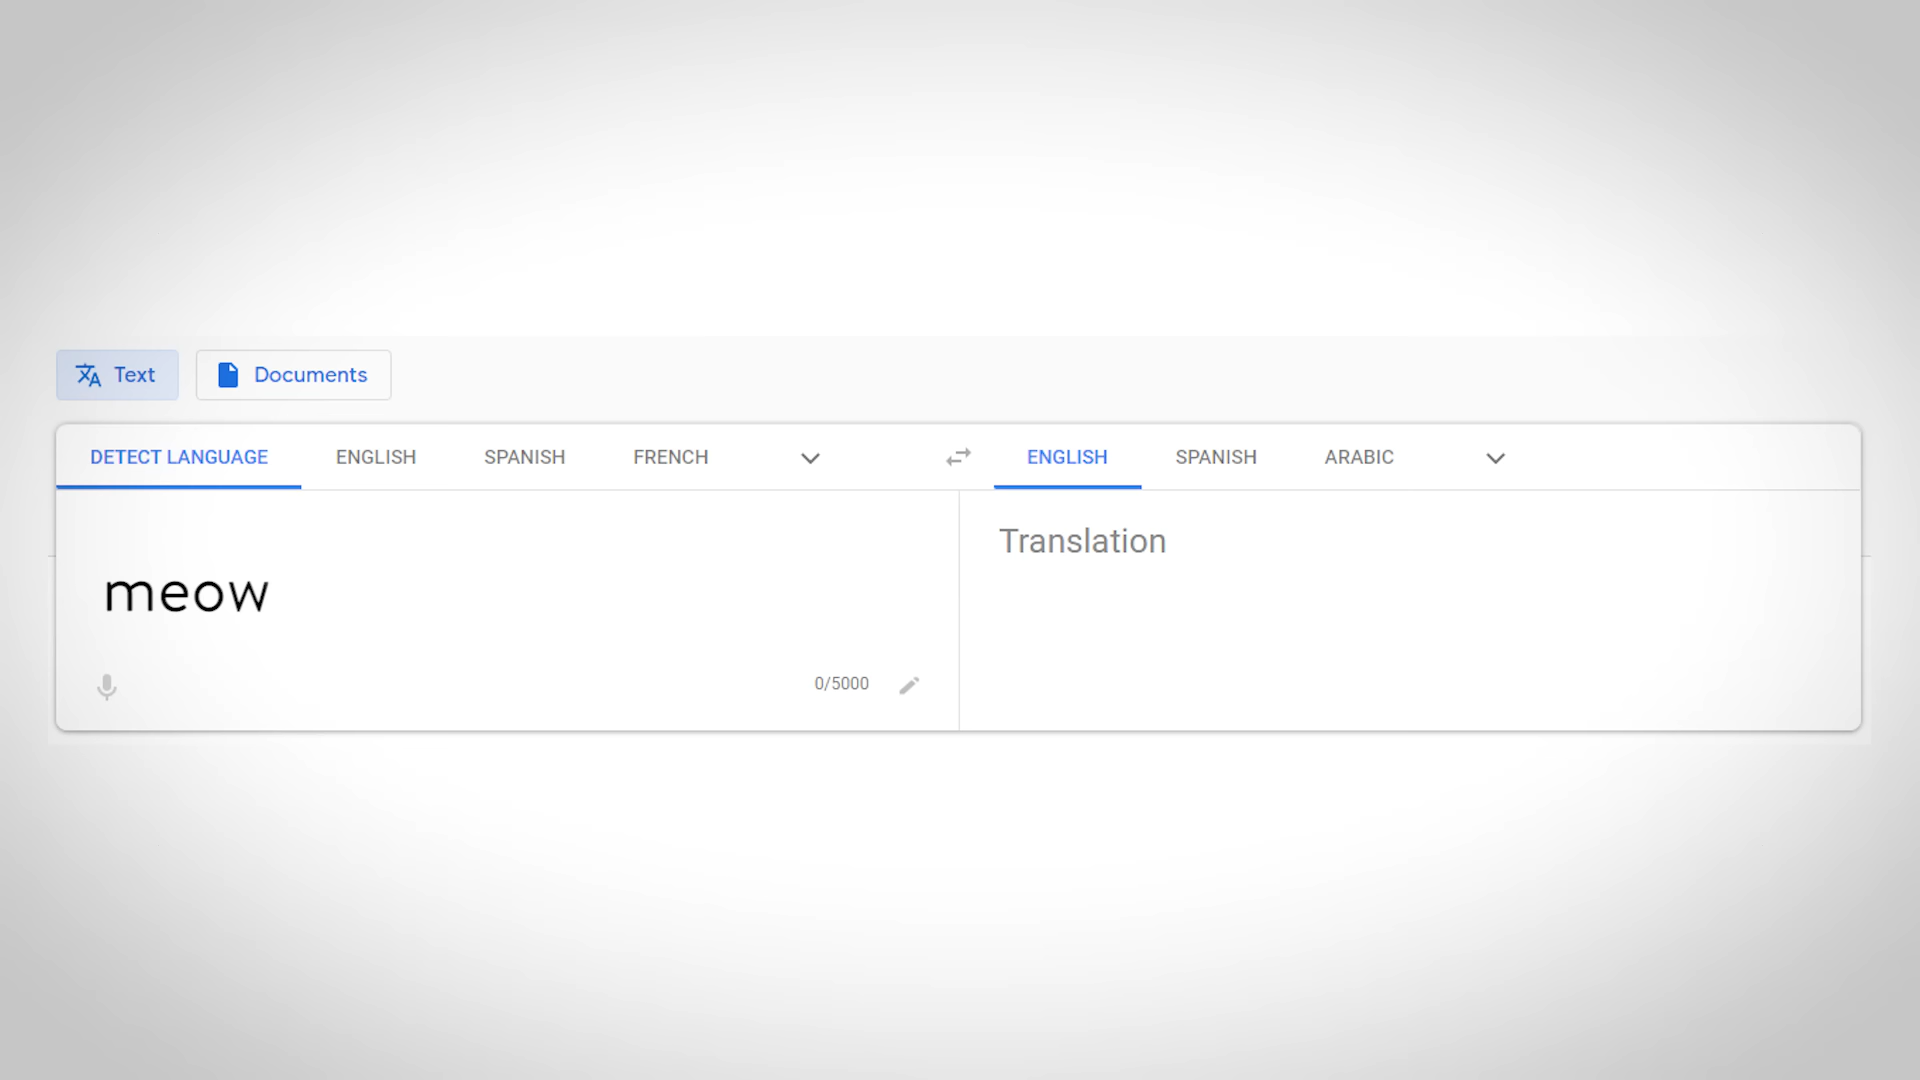 Text Documents
DETECT LANGUAGE ENGLISH SPANISH FRENCH ENGLISH SPANISH ARABIC
Translation
meow
0/5000